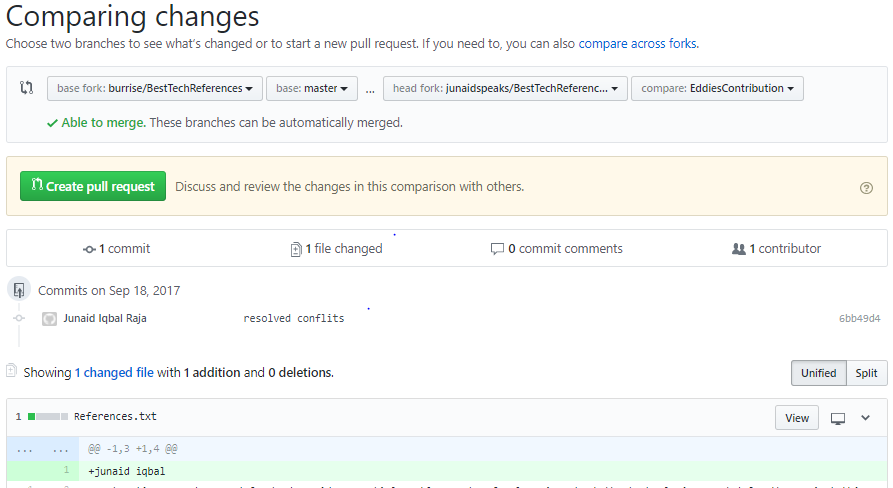 Comparing changes
Choose two branches to see what's changed or to start a new pull request. If you need to, you can also compare across forks.
base fork: burrise/BestTechReferences base: master ... head fork: junaidspeaks/BestTechReferenc... compare: EddiesContribution
Able to merge. These branches can be automatically merged.
Create pull request Discuss and review the changes in this comparison with others.
1 commit 1 file changed 0 commit comments 1 contributor
Commits on Sep 18, 2017
Junaid Iqbal Raja resolved conflits 6bb49d4
Showing 1 changed file with 1 addition and 0 deletions. Unified Split
1 References.txt View
... ... @@ -1,3 +1,4 @@
1 +junaid iqbal